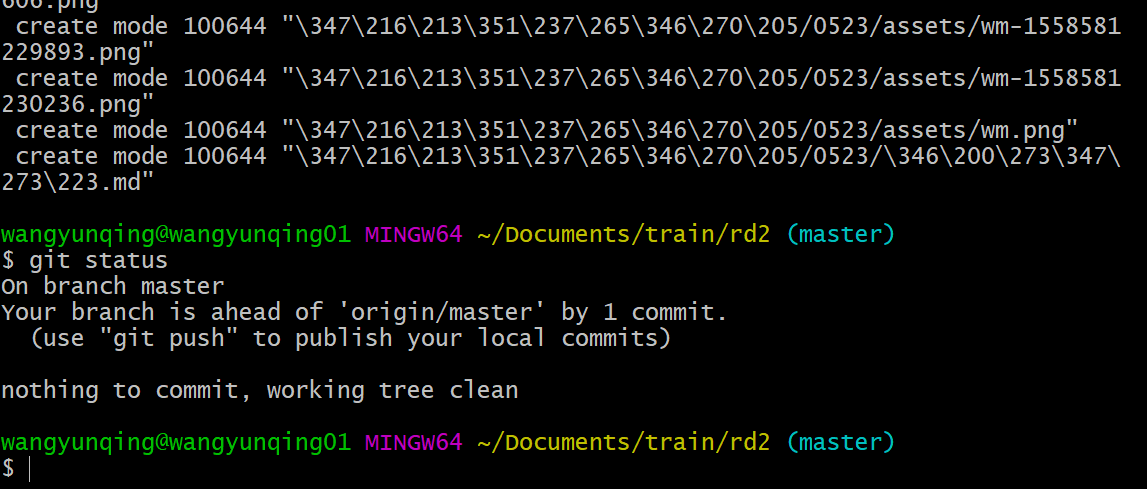 606.png
 create mode 100644 "\347\216\213\351\237\265\346\270\205/0523/assets/wm-1558581
229893.png"
 create mode 100644 "\347\216\213\351\237\265\346\270\205/0523/assets/wm-1558581
230236.png"
 create mode 100644 "\347\216\213\351\237\265\346\270\205/0523/assets/wm.png"
 create mode 100644 "\347\216\213\351\237\265\346\270\205/0523/\346\200\273\347\
273\223.md"
wangyunqing@wangyunqing01 MINGW64 ~/Documents/train/rd2 (master)
$ git status
On branch master
Your branch is ahead of 'origin/master' by 1 commit.
  (use "git push" to publish your local commits)
nothing to commit, working tree clean
wangyunqing@wangyunqing01 MINGW64 ~/Documents/train/rd2 (master)
$